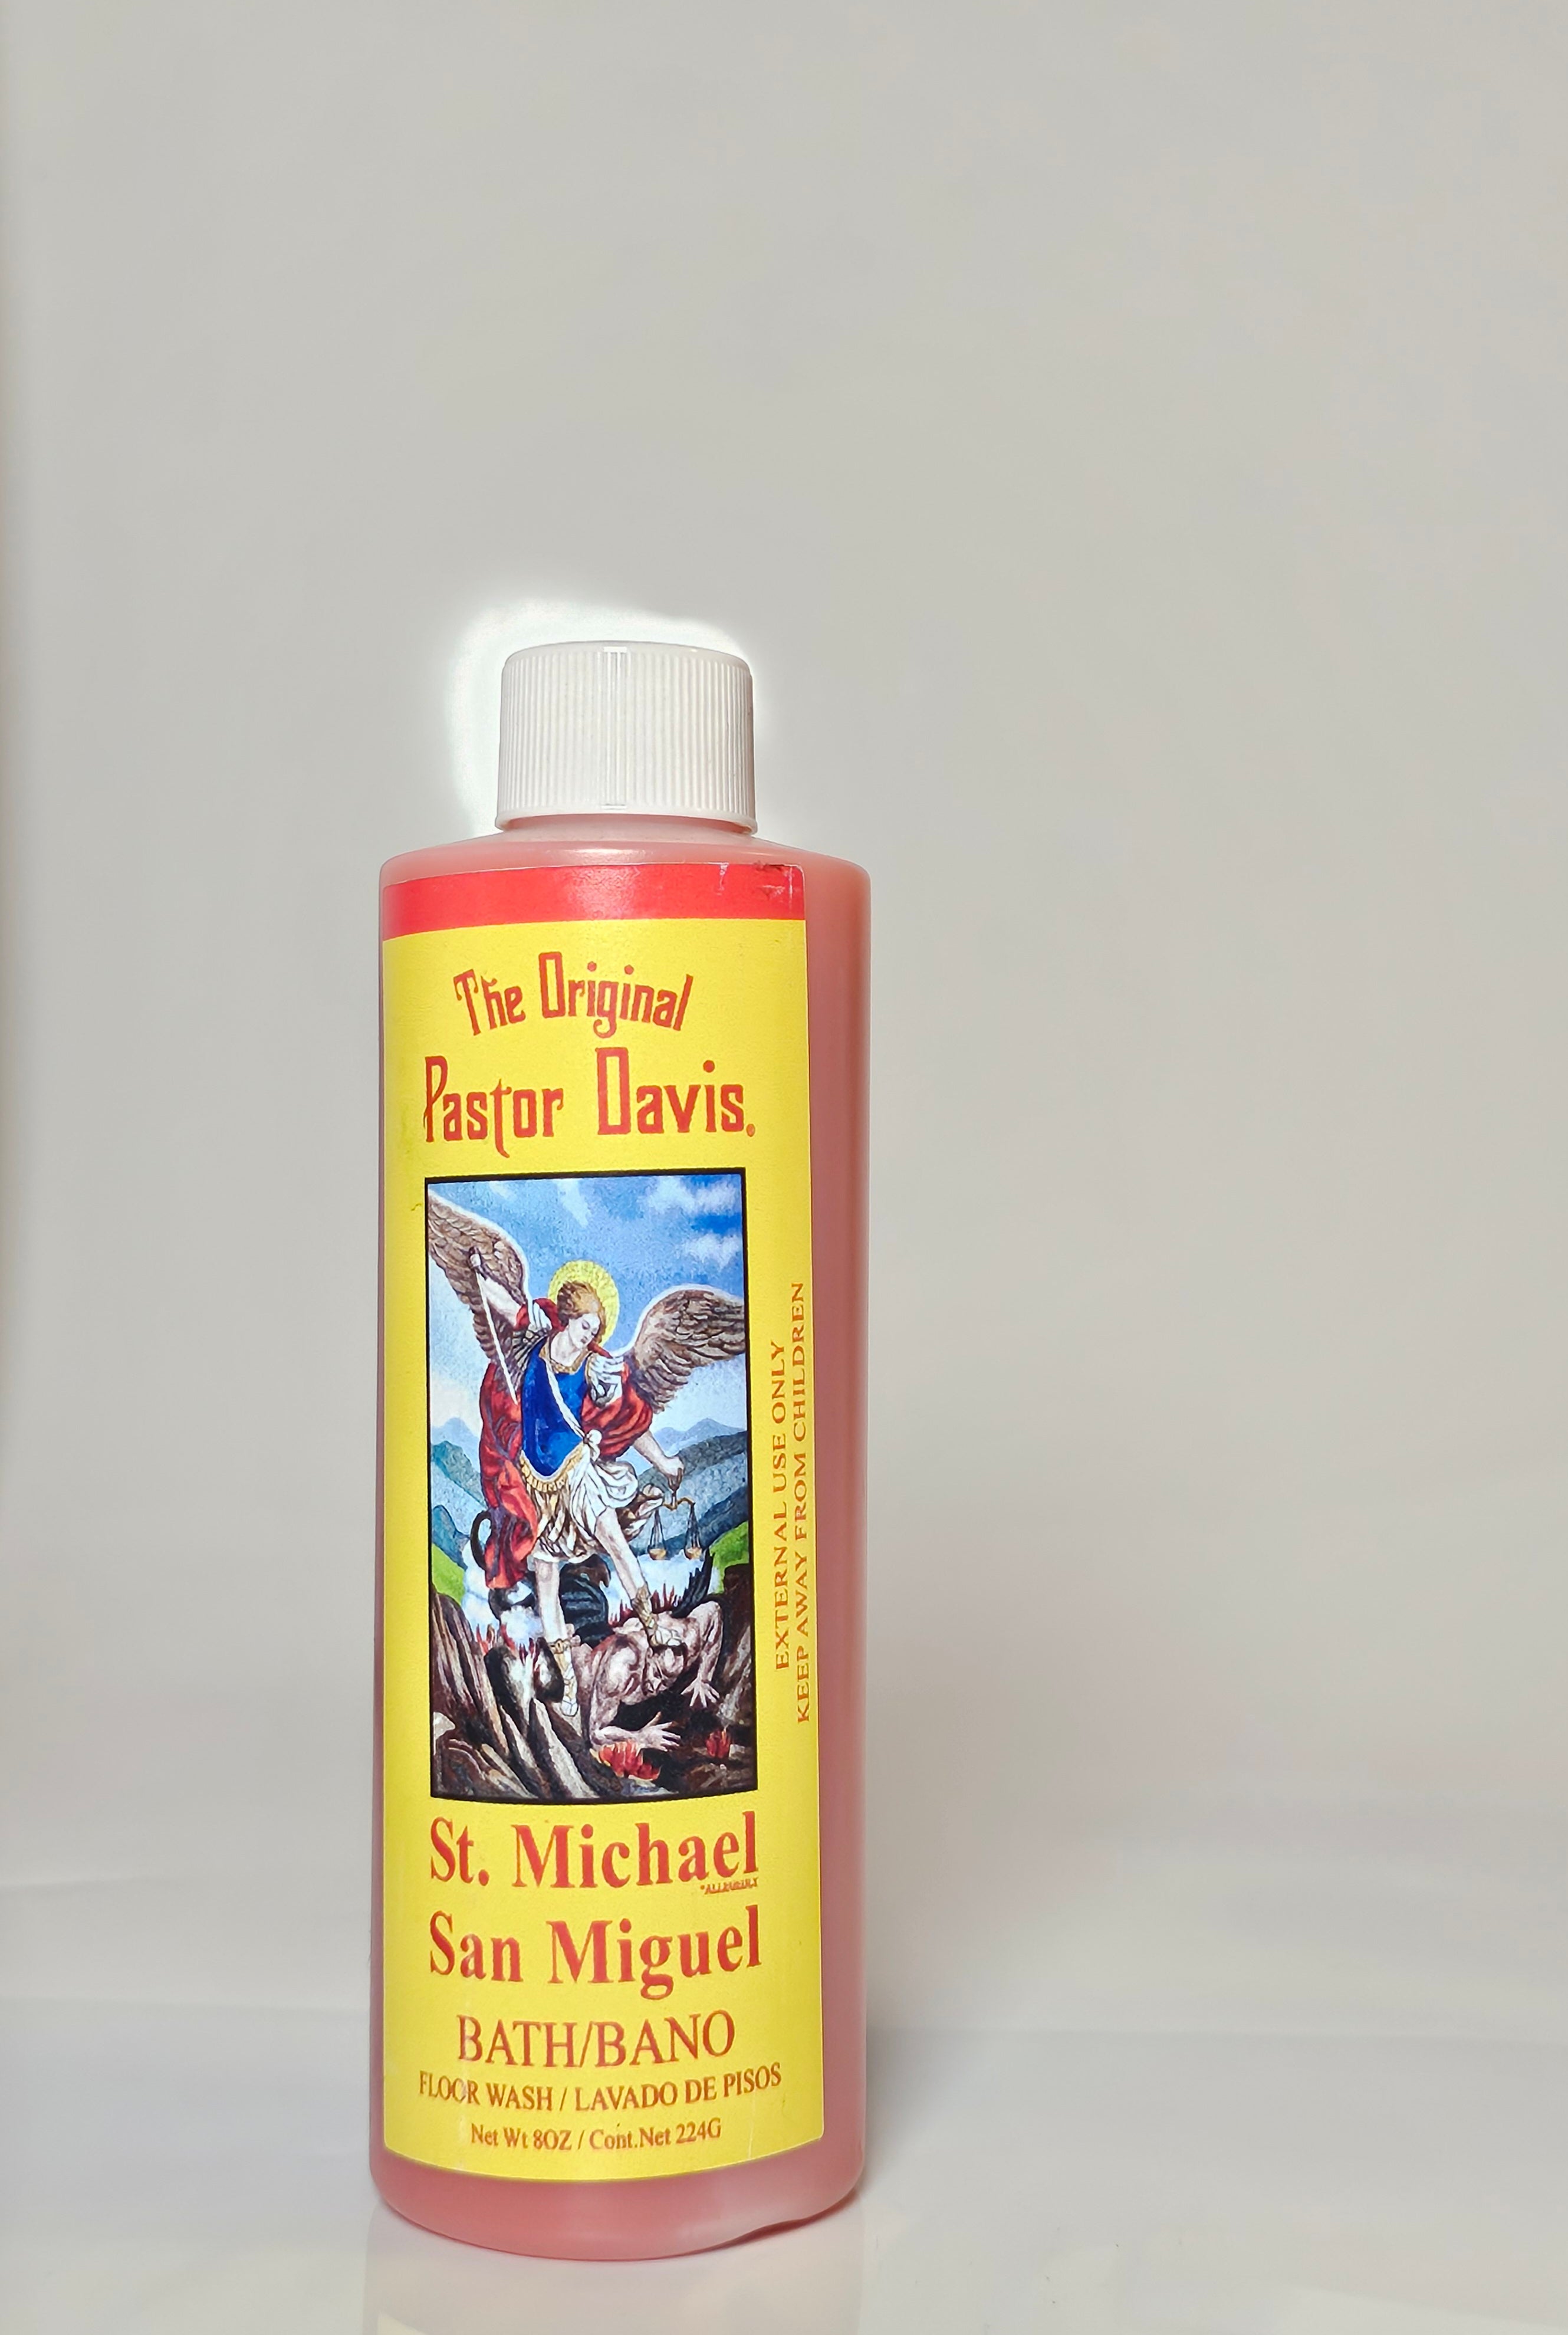 The Original
Pastor Davis®
St. Michael
San Miguel
BATH/BANO
FLOOR WASH / LAVADO DE PISOS
Net Wt 8OZ / Cont.Net 224G
EXTERNAL USE ONLY
KEEP AWAY FROM CHILDREN